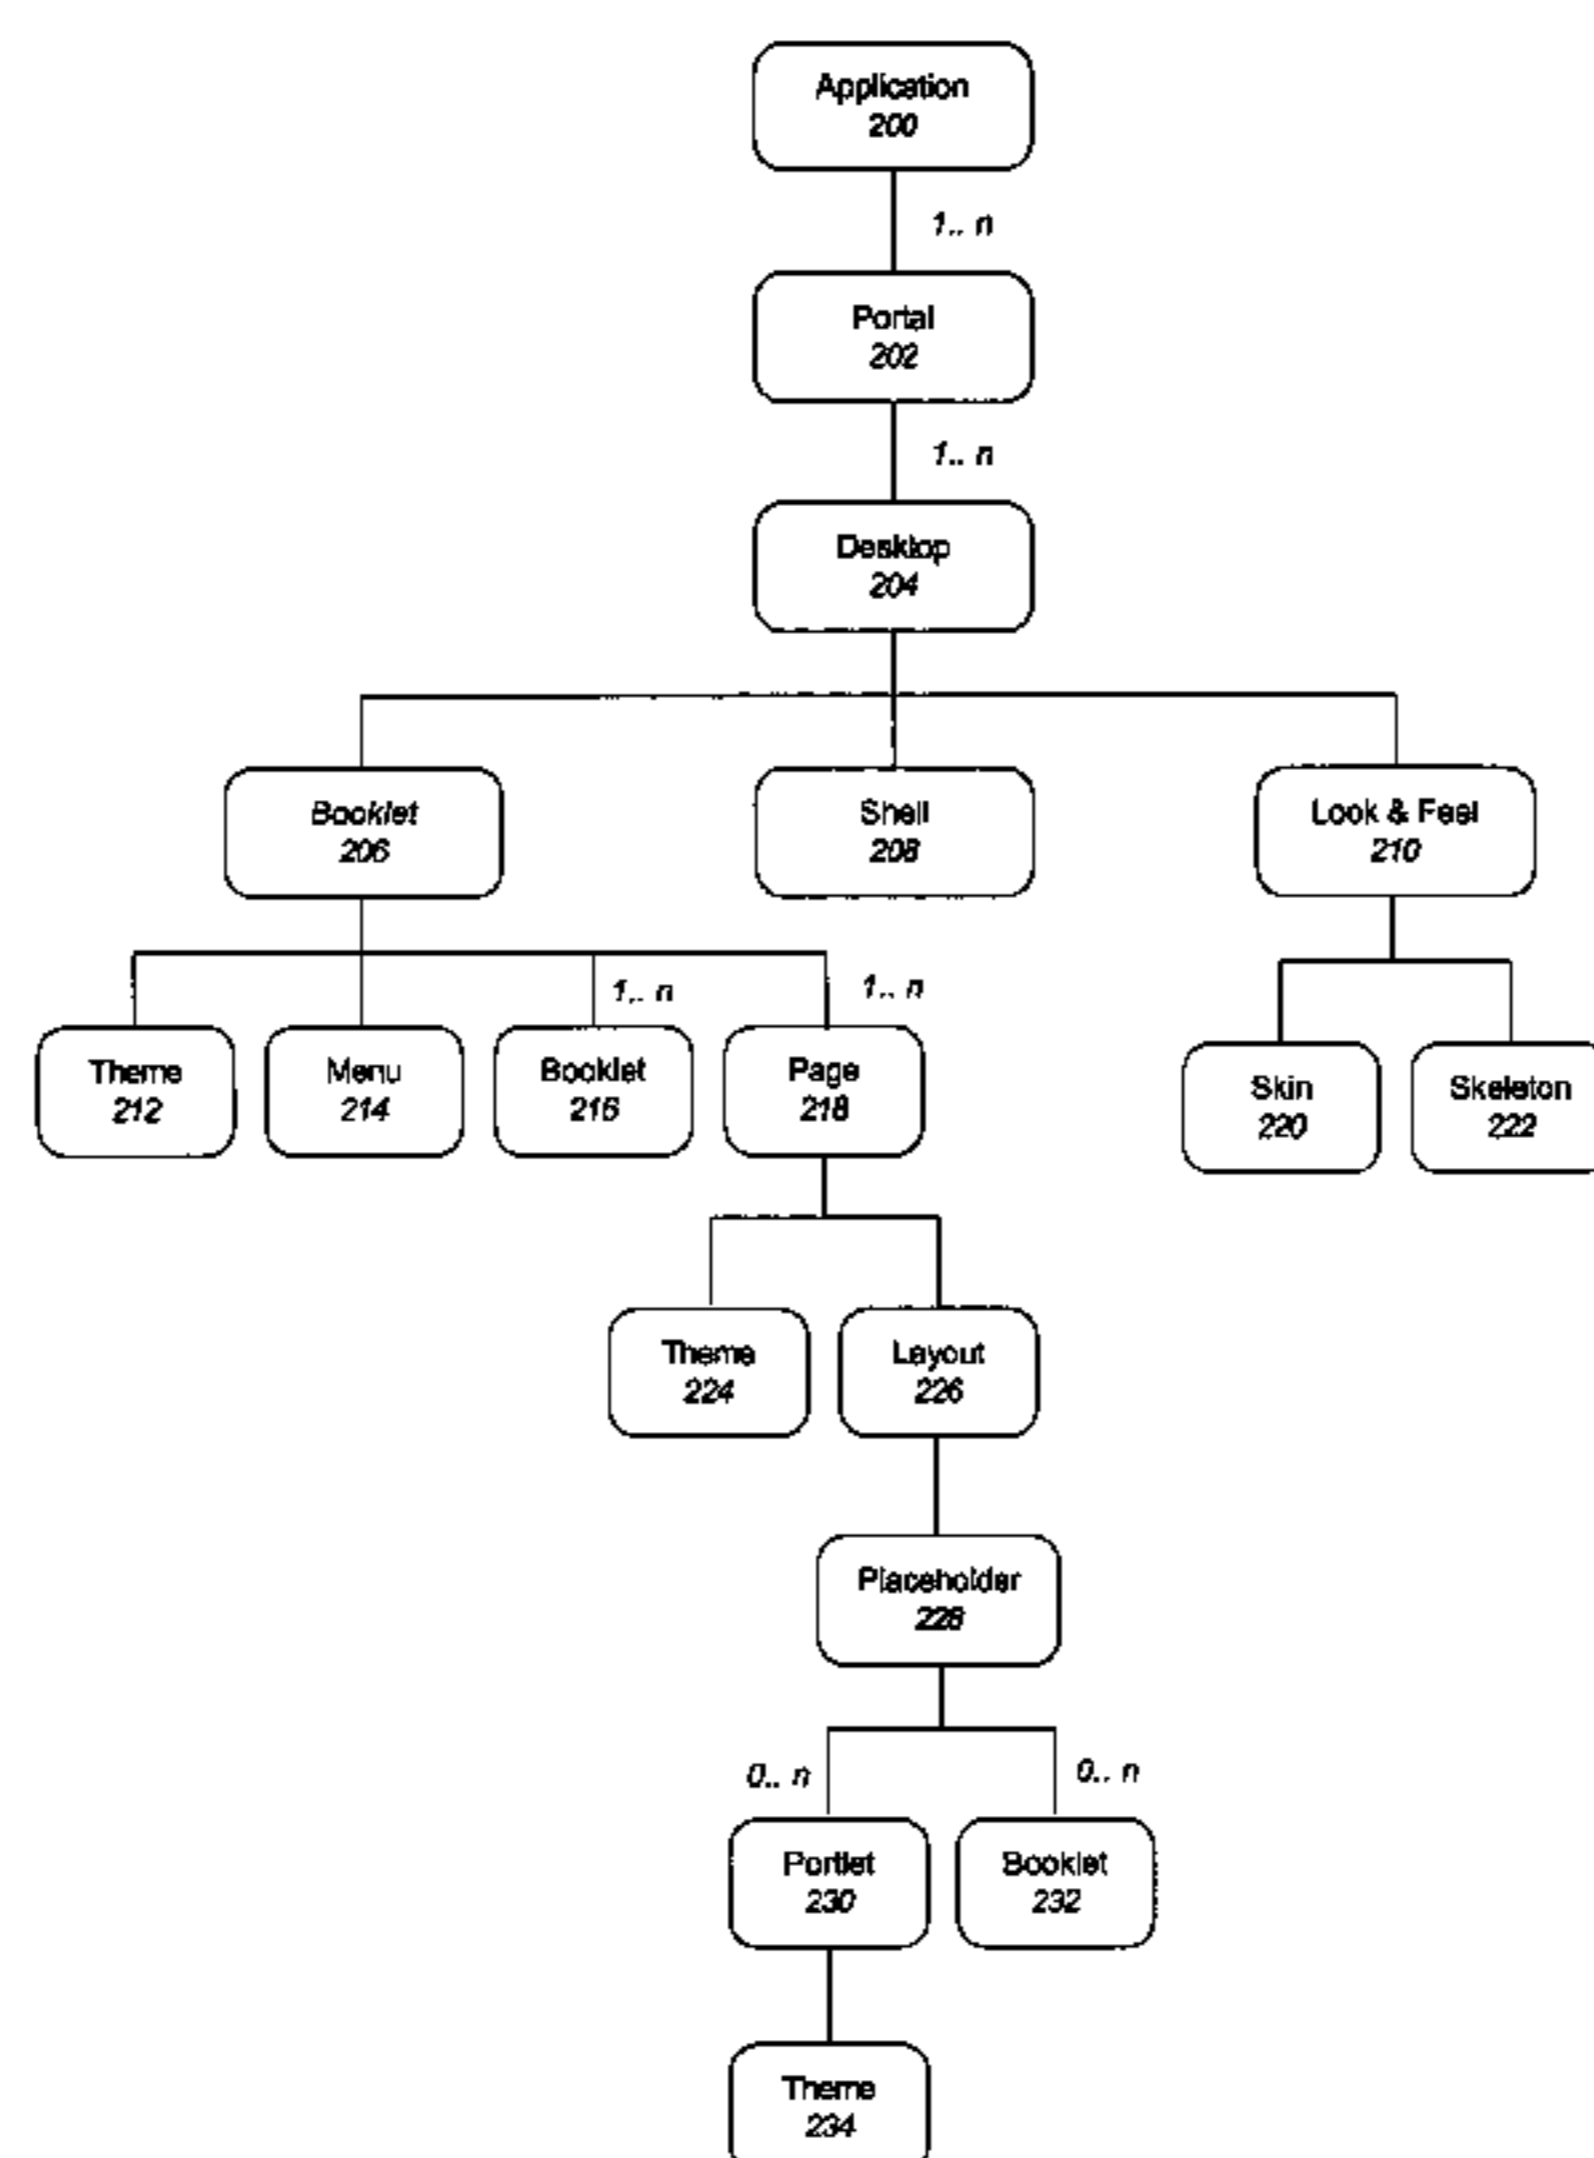 Application
200
1.. n
Portal
202
1.. n
Desktop
204
Booklet
206
Shell
208
Look & Feel
210
1.. n
1.. n
Theme
212
Menu
214
Booklet
216
Page
218
Skin
220
Skeleton
222
Theme
224
Layout
226
Placeholder
228
0.. n
0.. n
Portlet
230
Booklet
232
Theme
234